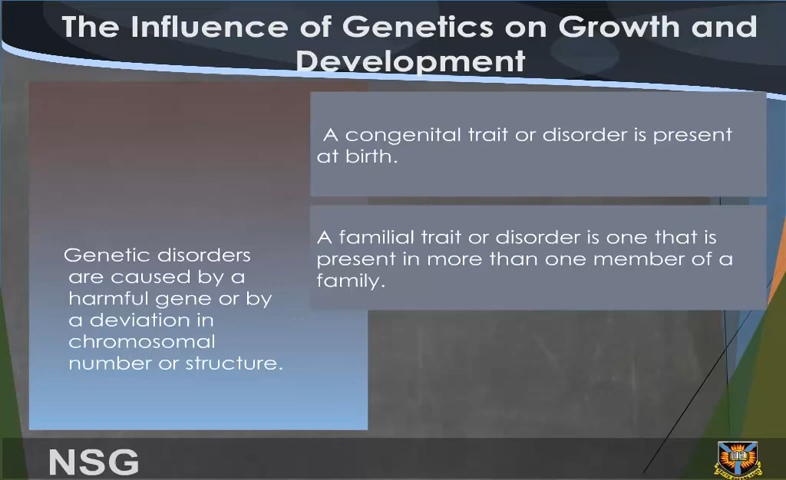 The Influence of Genetics on Growth and
Development
Genetic disorders
are caused by a
harmful gene or by
a deviation in
chromosomal
number or structure.
A congenital trait or disorder is present
at birth.
A familial trait or disorder is one that is
present in more than one member of a
family.
NSG